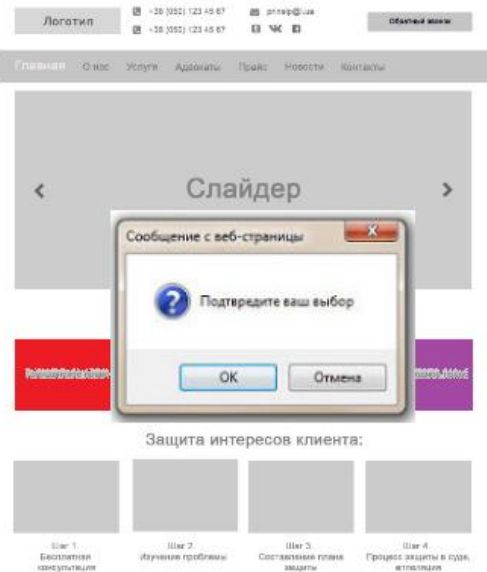 Логотип
+38 (050) 123 45 67
+38 (050) 123 45 67
Обратный звонок
Главная О нас Услуги Адвокаты Прайс Новости Контакты
Слайдер
Сообщение с веб-страницы
Подтвредите ваш выбор
OK Отмена
Защита интересов клиента:
Шаг 1.
Бесплатная
консультация
Шаг 2.
Изучение проблемы
Шаг 3.
Составление плана
защиты
Шаг 4.
Процесс защиты в суде,
аппеляция